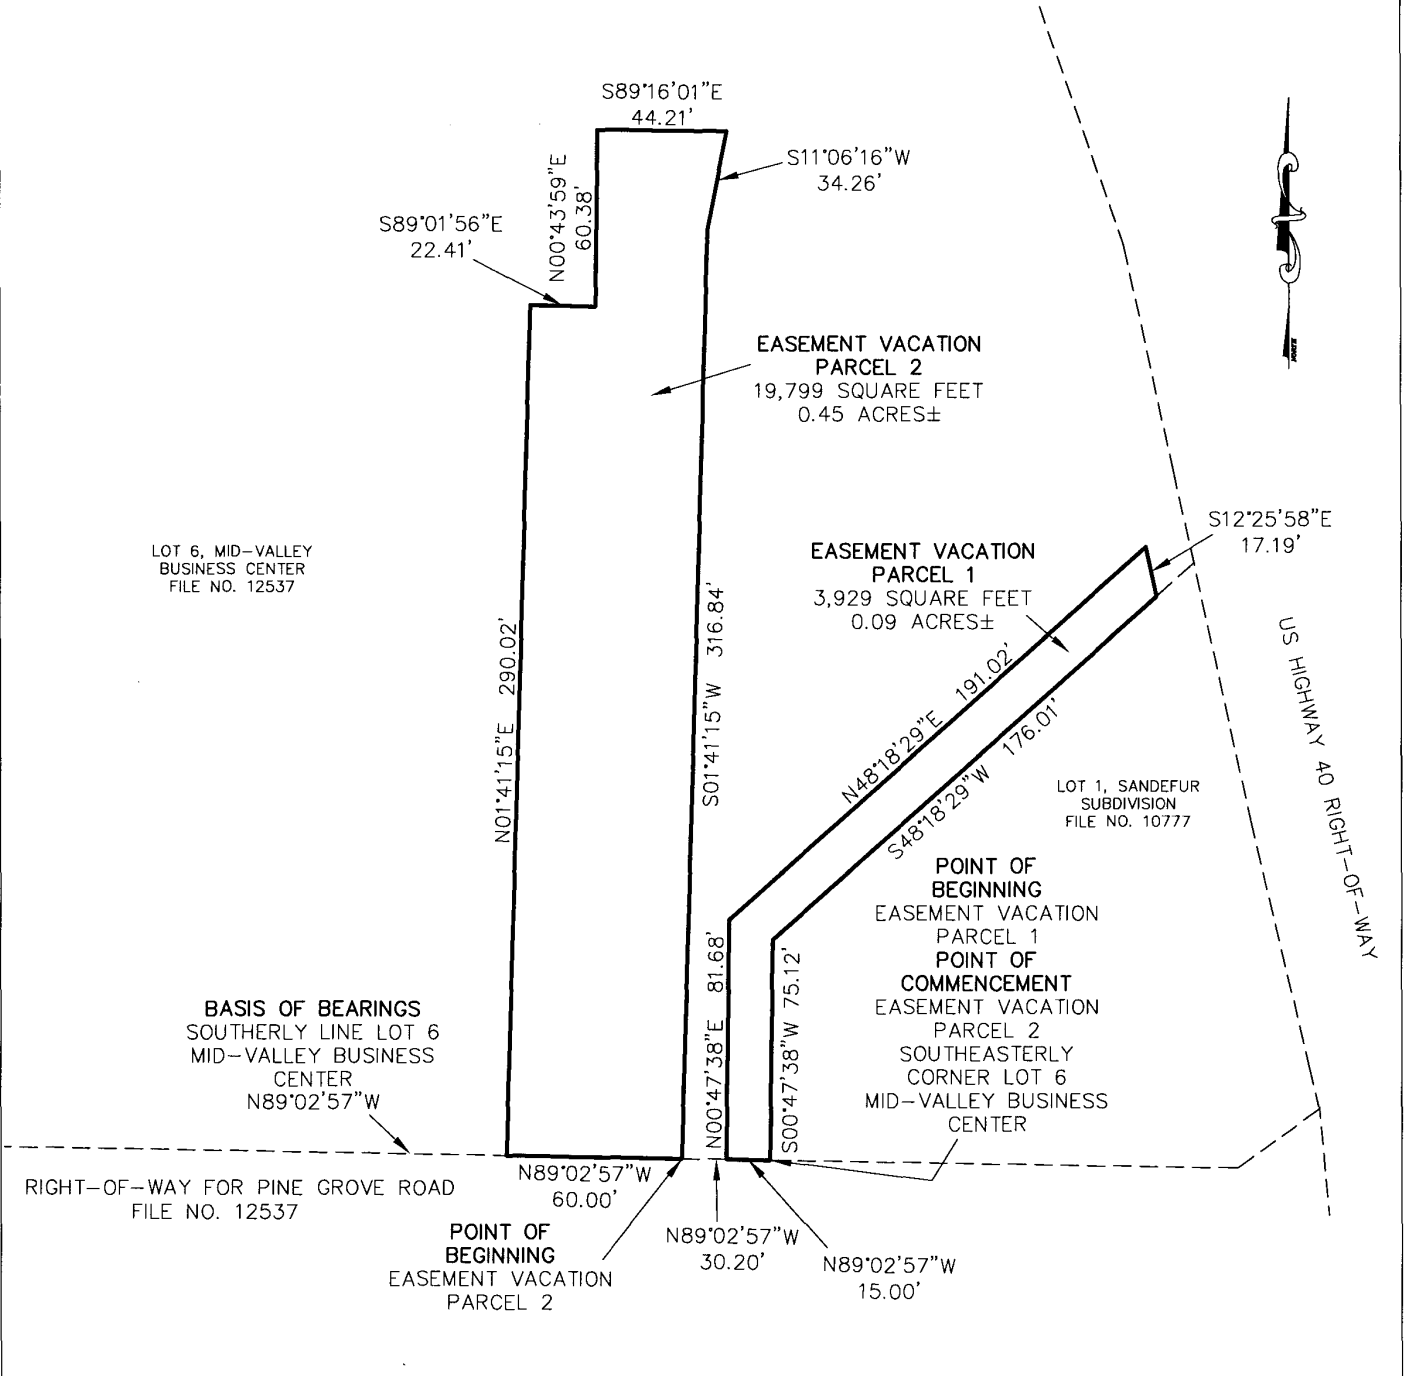 S89°16'01"E
44.21'
S11°06'16"W
34.26'
N00°43'59"E
60.38'
S89°01'56"E
22.41'
EASEMENT VACATION
PARCEL 2
19,799 SQUARE FEET
0.45 ACRES±
S12°25'58"E
17.19'
LOT 6, MID-VALLEY
BUSINESS CENTER
FILE NO. 12537
EASEMENT VACATION
PARCEL 1
3,929 SQUARE FEET
0.09 ACRES±
N01°41'15"E 290.02'
S01°41'15"W 316.84'
N48°18'29"E 191.02'
S48°18'29"W 176.01'
US HIGHWAY 40 RIGHT-OF-WAY
LOT 1, SANDEFUR
SUBDIVISION
FILE NO. 10777
POINT OF
BEGINNING
EASEMENT VACATION
PARCEL 1
POINT OF
COMMENCEMENT
EASEMENT VACATION
PARCEL 2
SOUTHEASTERLY
CORNER LOT 6
MID-VALLEY BUSINESS
CENTER
N00°47'38"E 81.68'
S00°47'38"W 75.12'
BASIS OF BEARINGS
SOUTHERLY LINE LOT 6
MID-VALLEY BUSINESS
CENTER
N89°02'57"W
RIGHT-OF-WAY FOR PINE GROVE ROAD
FILE NO. 12537
N89°02'57"W
60.00'
POINT OF
BEGINNING
EASEMENT VACATION
PARCEL 2
N89°02'57"W
30.20'
N89°02'57"W
15.00'